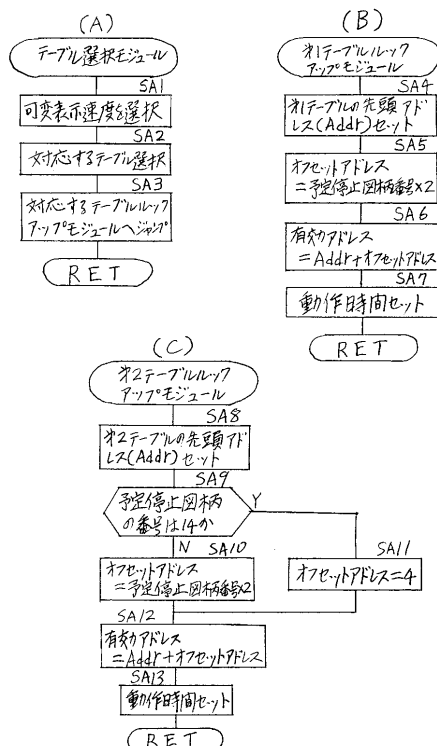 (A)
テーブル選択モジュール
SA1
可変表示速度を選択
SA2
対応するテーブル選択
SA3
対応するテーブルルック
アップモジュールへジャンプ
RET
(B)
第1テーブルルック
アップモジュール
SA4
第1テーブルの先頭アド
レス(Addr)セット
SA5
オフセットアドレス
=予定停止図柄番号×2
SA6
有効アドレス
=Addr+オフセットアドレス
SA7
動作時間セット
RET
(C)
第2テーブルルック
アップモジュール
SA8
第2テーブルの先頭アド
レス(Addr)セット
SA9
予定停止図柄
の番号は14か
Y
N
SA10
オフセットアドレス
=予定停止図柄番号×2
SA11
オフセットアドレス=4
SA12
有効アドレス
=Addr+オフセットアドレス
SA13
動作時間セット
RET